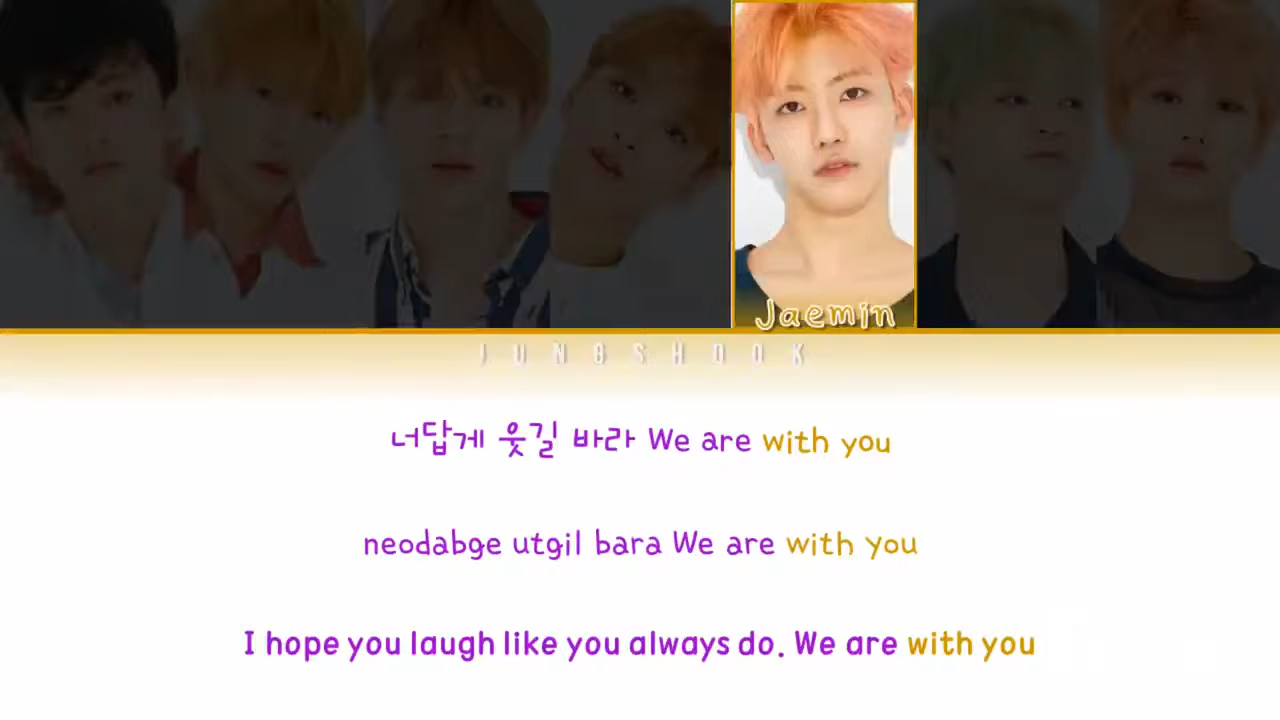 Jaemin
JUNGSHOOK
너답게 웃길 바라 We are with you
neodabge utgil bara We are with you
I hope you laugh like you always do. We are with you